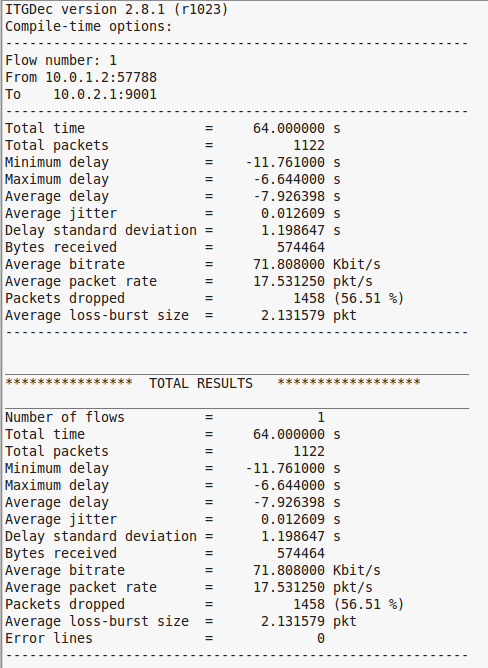 ITGDec version 2.8.1 (r1023)
Compile-time options:
----------------------------------------------------------
Flow number: 1
From 10.0.1.2:57788
To    10.0.2.1:9001
----------------------------------------------------------
Total time               =     64.000000 s
Total packets            =          1122
Minimum delay            =    -11.761000 s
Maximum delay            =     -6.644000 s
Average delay            =     -7.926398 s
Average jitter           =      0.012609 s
Delay standard deviation =      1.198647 s
Bytes received           =        574464
Average bitrate          =     71.808000 Kbit/s
Average packet rate      =     17.531250 pkt/s
Packets dropped          =          1458 (56.51 %)
Average loss-burst size  =      2.131579 pkt
----------------------------------------------------------
__________________________________________________________
****************  TOTAL RESULTS   ******************
__________________________________________________________
Number of flows          =             1
Total time               =     64.000000 s
Total packets            =          1122
Minimum delay            =    -11.761000 s
Maximum delay            =     -6.644000 s
Average delay            =     -7.926398 s
Average jitter           =      0.012609 s
Delay standard deviation =      1.198647 s
Bytes received           =        574464
Average bitrate          =     71.808000 Kbit/s
Average packet rate      =     17.531250 pkt/s
Packets dropped          =          1458 (56.51 %)
Average loss-burst size  =      2.131579 pkt
Error lines              =             0
----------------------------------------------------------